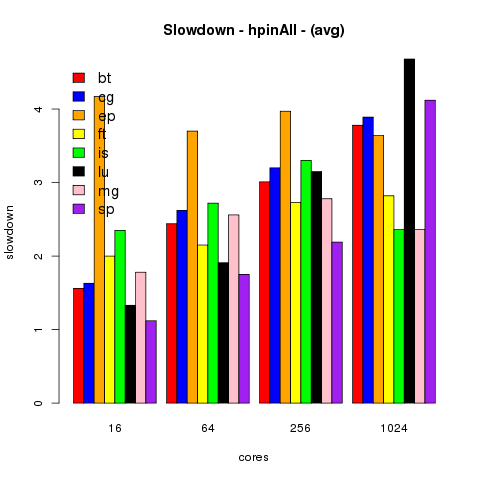 Slowdown - hpinAll - (avg)
bt
cg
ep
ft
is
lu
mg
sp
slowdown
0
1
2
3
4
16 64 256 1024
cores